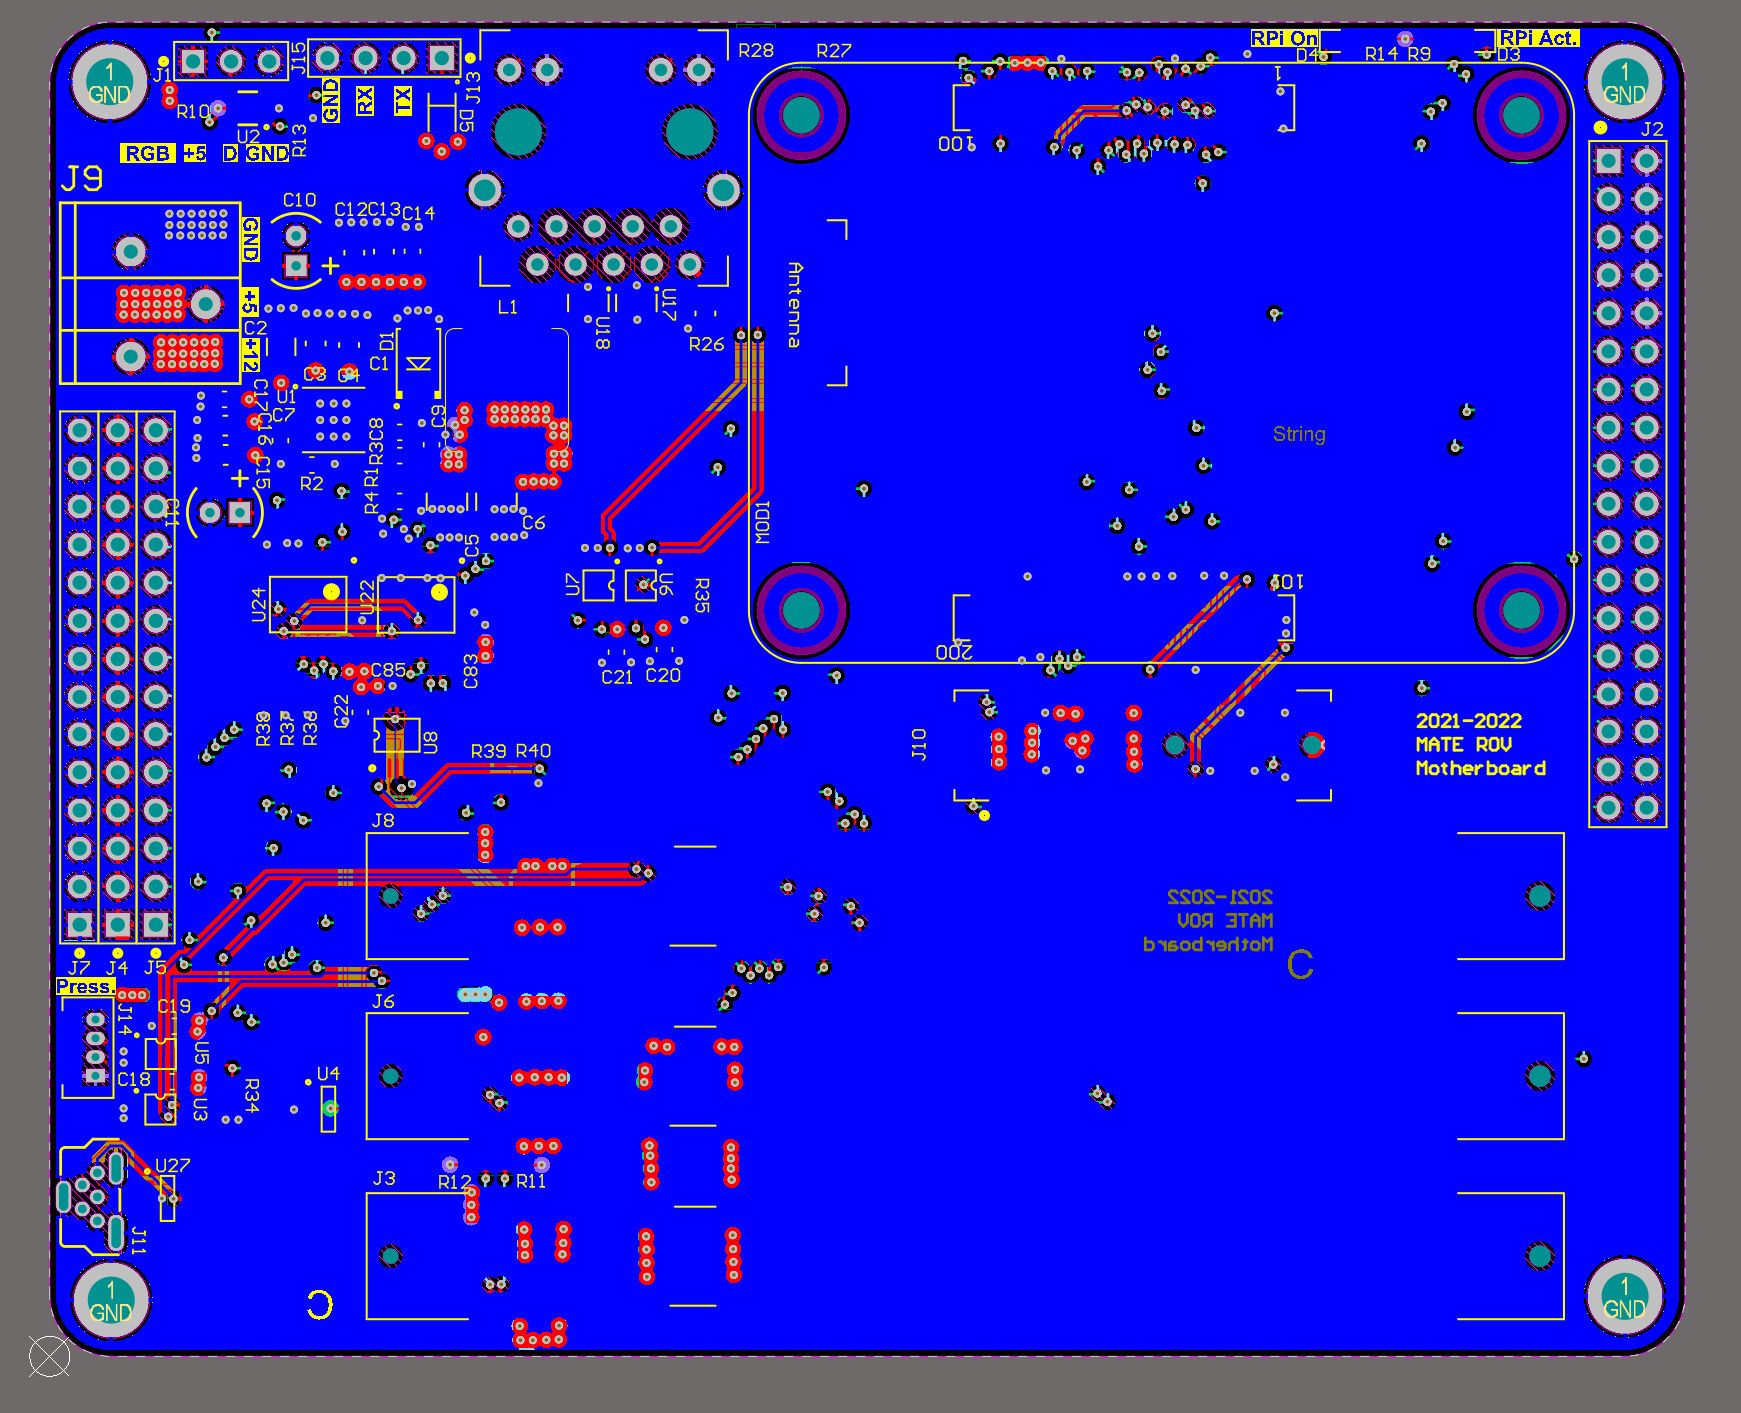 R28
R27
RPi On
RPi Act.
D4
R14
R9
D3
J1
J15
J13
D5
R10
U2
R13
GND
RX
TX
RGB
+5
D
GND
1
GND
1
GND
J2
1
100
J9
GND
+5
+12
C10
+
C12
C13
C14
L1
U18
U17
R26
Antenna
C2
D1
C1
C3
C4
U1
C7
C17
C16
C15
C9
C8
R3
R1
R4
R2
+
C11
C6
C5
MOD1
String
U7
U6
R35
U24
U22
C85
C83
C21
C20
101
200
C22
U8
R39
R40
R37
R38
J10
2021-2022
MATE ROV
Motherboard
J8
2021-2022
MATE ROV
Motherboard
C
J7
J4
J5
Press.
J14
C19
J6
U5
C18
U3
R34
U4
U27
R12
R11
J3
J11
1
GND
C
1
GND